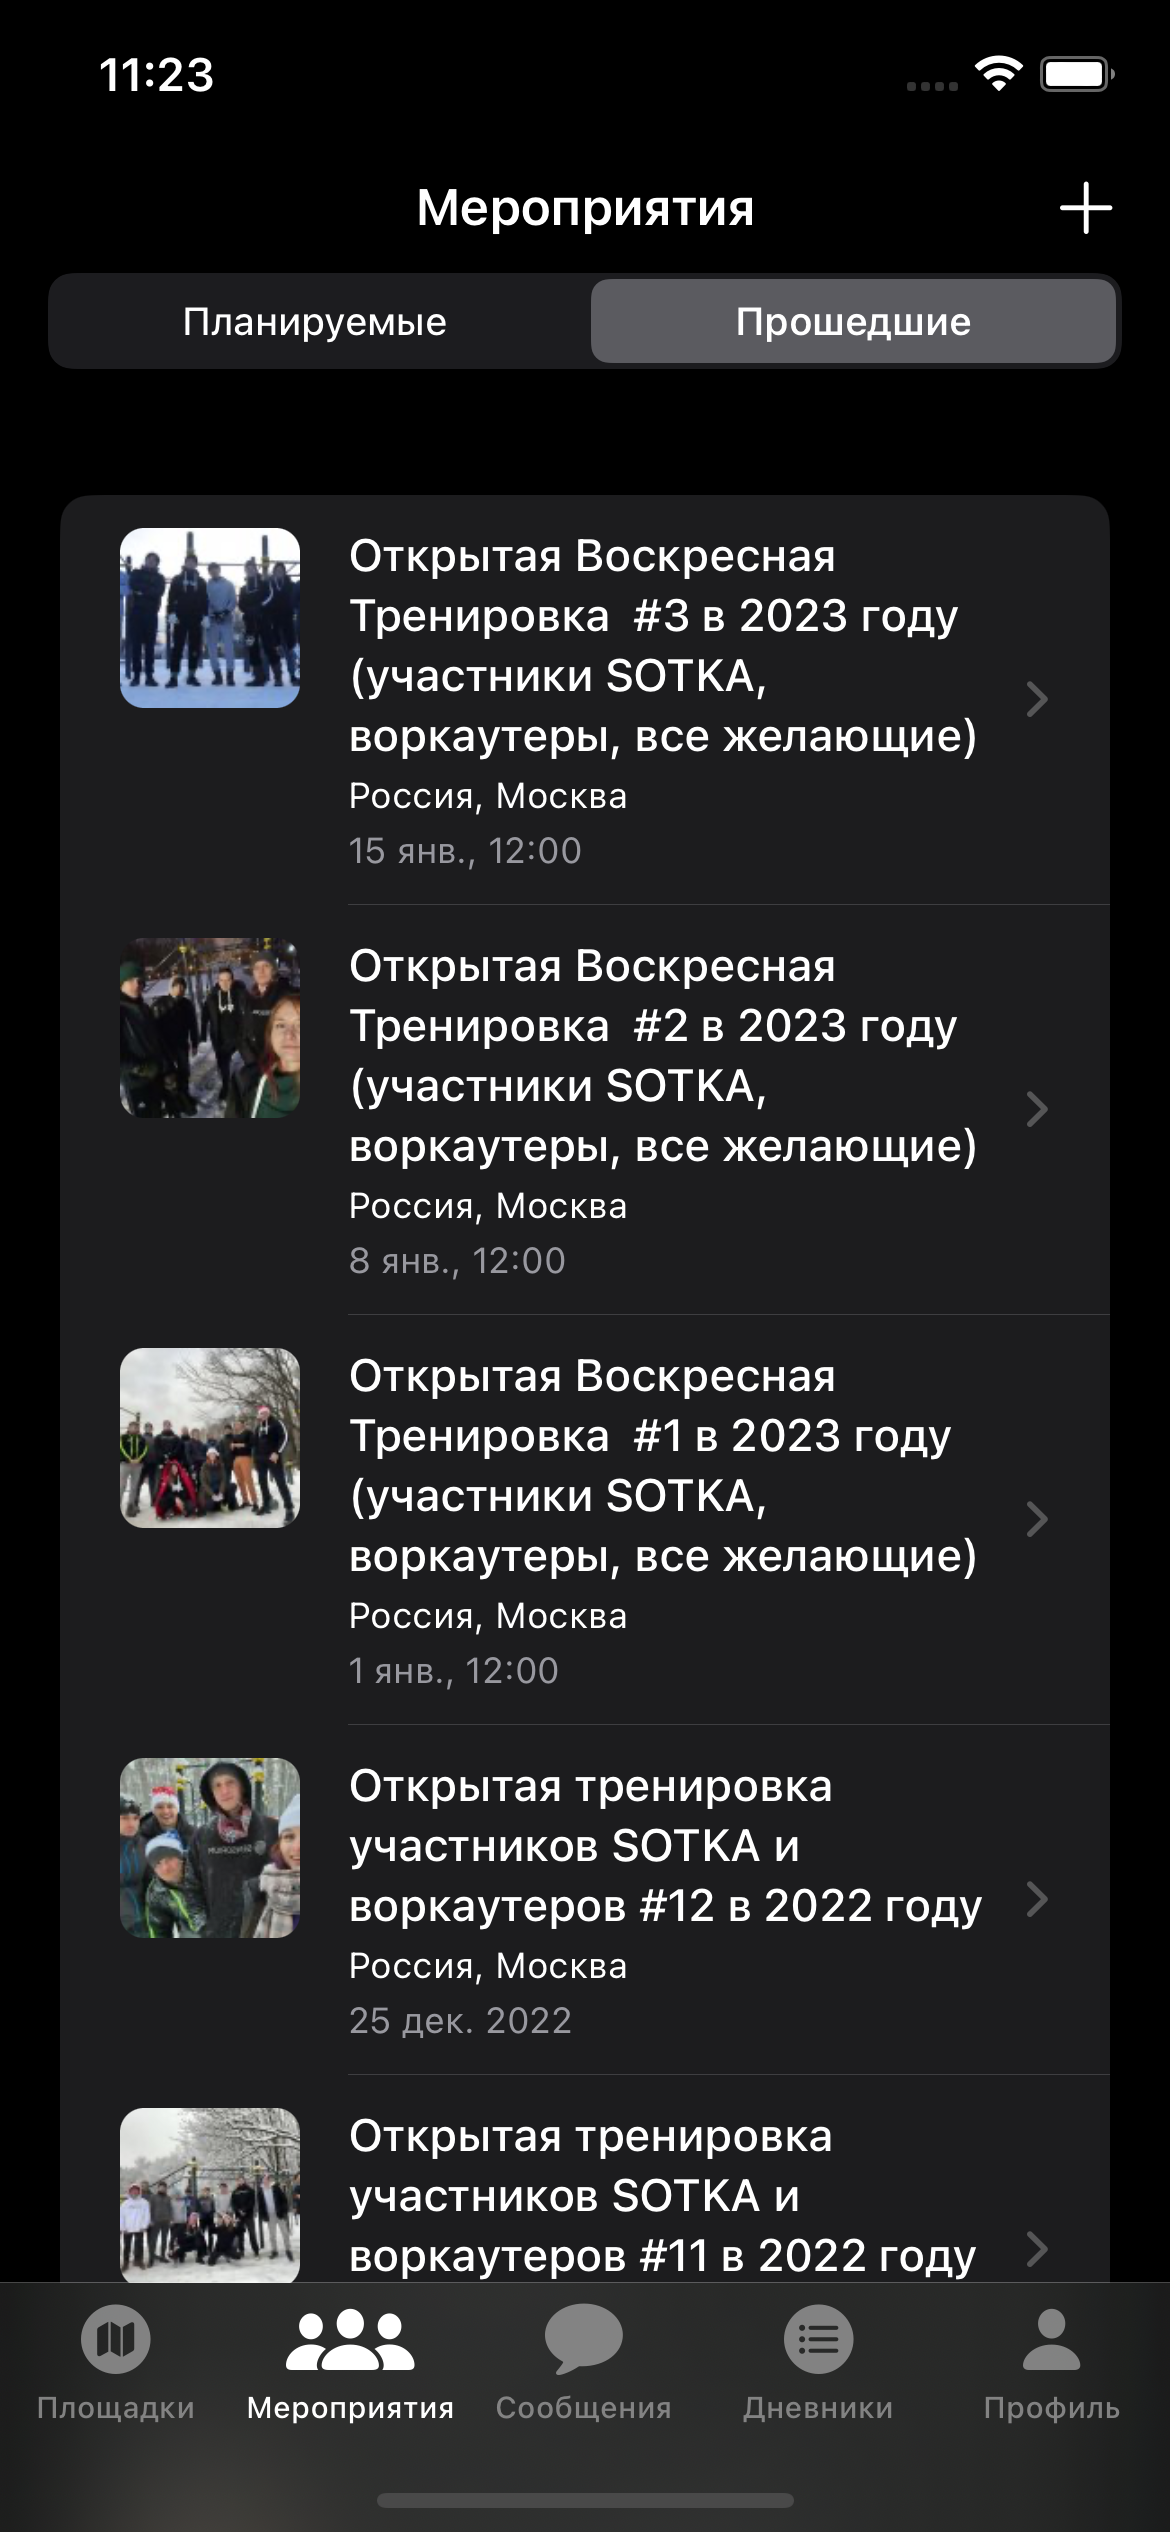 11:23
Мероприятия
Планируемые
Прошедшие
Открытая Воскресная
Тренировка  #3 в 2023 году
(участники SOTKA,
воркаутеры, все желающие)
Россия, Москва
15 янв., 12:00
Открытая Воскресная
Тренировка  #2 в 2023 году
(участники SOTKA,
воркаутеры, все желающие)
Россия, Москва
8 янв., 12:00
Открытая Воскресная
Тренировка  #1 в 2023 году
(участники SOTKA,
воркаутеры, все желающие)
Россия, Москва
1 янв., 12:00
Открытая тренировка
участников SOTKA и
воркаутеров #12 в 2022 году
Россия, Москва
25 дек. 2022
Открытая тренировка
участников SOTKA и
воркаутеров #11 в 2022 году
Площадки
Мероприятия
Сообщения
Дневники
Профиль